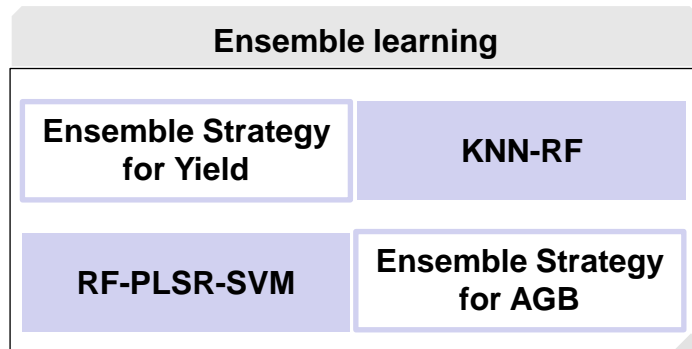 Ensemble learning
Ensemble Strategy
for Yield
KNN-RF
RF-PLSR-SVM
Ensemble Strategy
for AGB